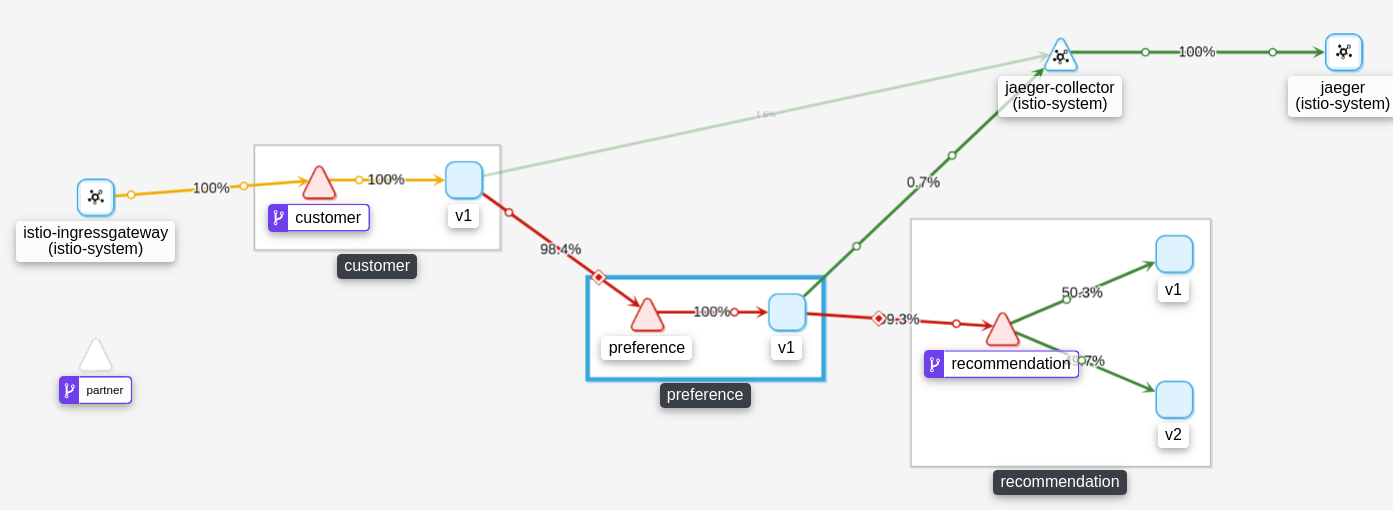 100%
jaeger-collector
(istio-system)
jaeger
(istio-system)
1.6%
100%
100%
istio-ingressgateway
(istio-system)
customer
v1
customer
0.7%
98.4%
100%
preference
v1
preference
9.3%
50.3%
v1
recommendation
9.7%
v2
recommendation
partner